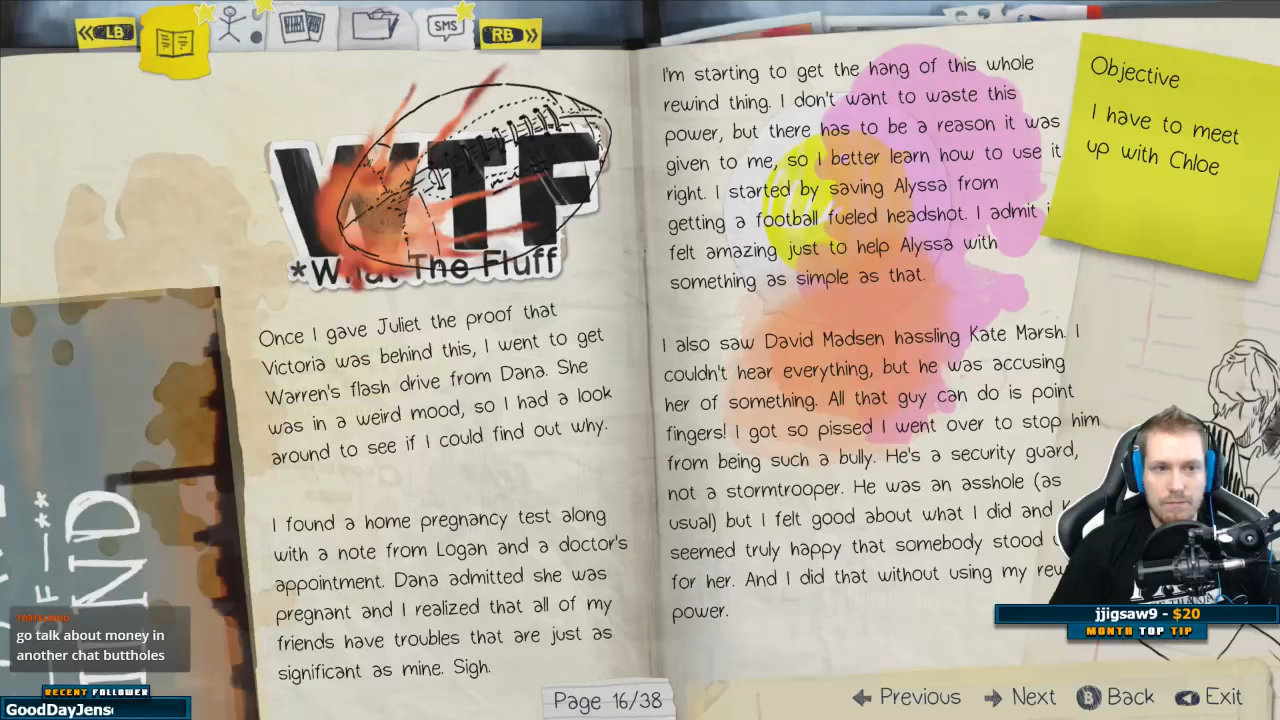 LB
SMS
RB
WTF
*What The Fluff
Once I gave Juliet the proof that
Victoria was behind this, I went to get
Warren's flash drive from Dana. She
was in a weird mood, so I had a look
around to see if I could find out why.
I found a home pregnancy test along
with a note from Logan and a doctor's
appointment. Dana admitted she was
pregnant and I realized that all of my
friends have troubles that are just as
significant as mine. Sigh.
I'm starting to get the hang of this whole
rewind thing. I don't want to waste this
power, but there has to be a reason it was
given to me, so I better learn how to use it
right. I started by saving Alyssa from
getting a football fueled headshot. I admit
felt amazing just to help Alyssa with
something as simple as that.
I also saw David Madsen hassling Kate Marsh. I
couldn't hear everything, but he was accusing
her of something. All that guy can do is point
fingers! I got so pissed I went over to stop him
from being such a bully. He's a security guard,
not a stormtrooper. He was an asshole (as
usual) but I felt good about what I did and
seemed truly happy that somebody stood
for her. And I did that without using my
power.
Objective
I have to meet
up with Chloe
go talk about money in
another chat buttholes
RECENT FOLLOWER
GoodDayJens
jjigsaw9 - $20
MONTH TOP TIP
Page 16/38
Previous
Next
B Back
Exit